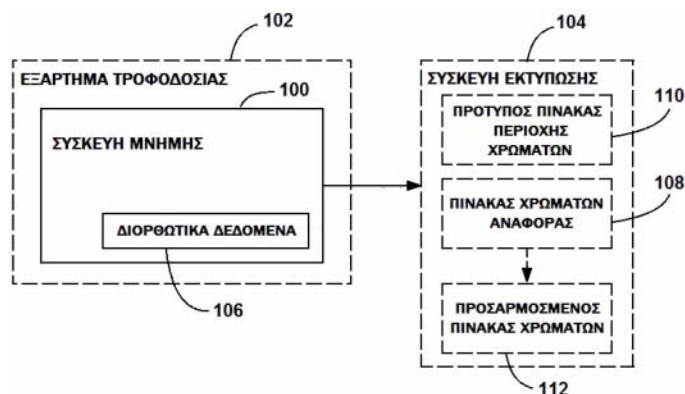 102
ΕΞΑΡΤΗΜΑ ΤΡΟΦΟΔΟΣΙΑΣ
100
ΣΥΣΚΕΥΗ ΜΝΗΜΗΣ
ΔΙΟΡΘΩΤΙΚΑ ΔΕΔΟΜΕΝΑ
106
104
ΣΥΣΚΕΥΗ ΕΚΤΥΠΩΣΗΣ
110
ΠΡΟΤΥΠΟΣ ΠΙΝΑΚΑΣ
ΠΕΡΙΟΧΗΣ
ΧΡΩΜΑΤΩΝ
108
ΠΙΝΑΚΑΣ ΧΡΩΜΑΤΩΝ
ΑΝΑΦΟΡΑΣ
ΠΡΟΣΑΡΜΟΣΜΕΝΟΣ
ΠΙΝΑΚΑΣ ΧΡΩΜΑΤΩΝ
112